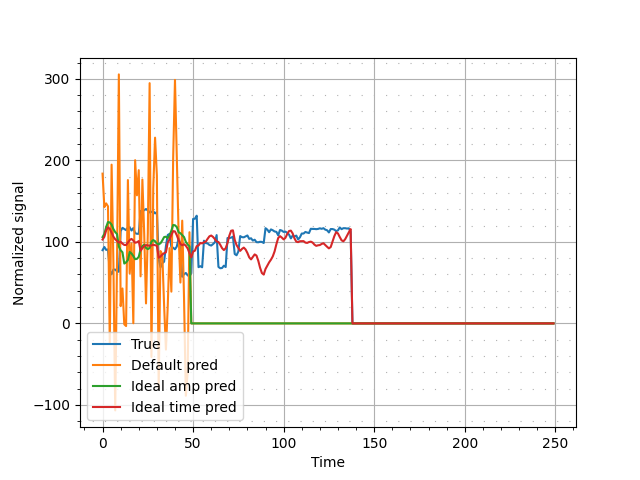 300
200
100
0
−100
Normalized signal
True
Default pred
Ideal amp pred
Ideal time pred
0 50 100 150 200 250
Time